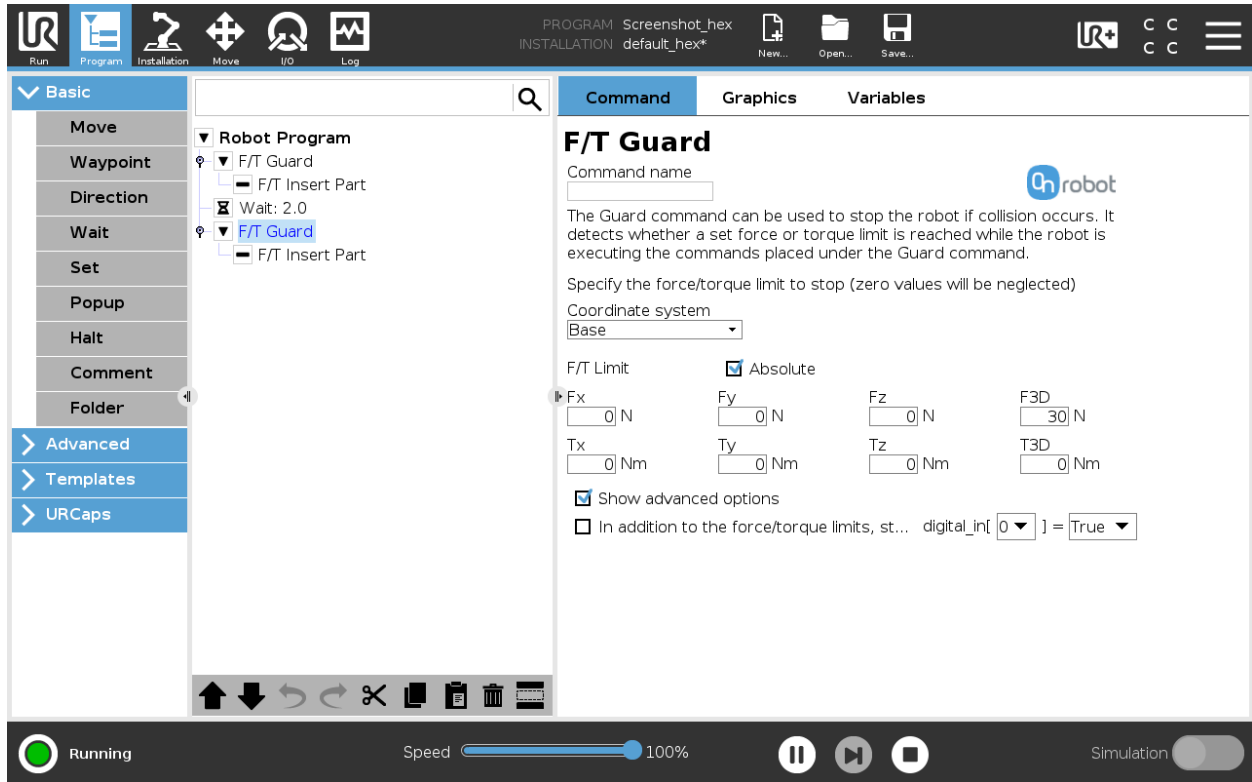 PROGRAM Screenshot_hex
INSTALLATION default_hex*
New... Open... Save...
UR+
C C
C C
UR
Run Program Installation Move I/O Log
Basic
Move
Waypoint
Direction
Wait
Set
Popup
Halt
Comment
Folder
Advanced
Templates
URCaps
Robot Program
F/T Guard
F/T Insert Part
Wait: 2.0
F/T Guard
F/T Insert Part
Command Graphics Variables
F/T Guard
Command name
On robot
The Guard command can be used to stop the robot if collision occurs. It
detects whether a set force or torque limit is reached while the robot is
executing the commands placed under the Guard command.
Specify the force/torque limit to stop (zero values will be neglected)
Coordinate system
Base
F/T Limit Absolute
Fx Fy Fz F3D
0 N 0 N 0 N 30 N
Tx Ty Tz T3D
0 Nm 0 Nm 0 Nm 0 Nm
Show advanced options
In addition to the force/torque limits, st... digital_in[ 0 ] = True
Running Speed 100% Simulation